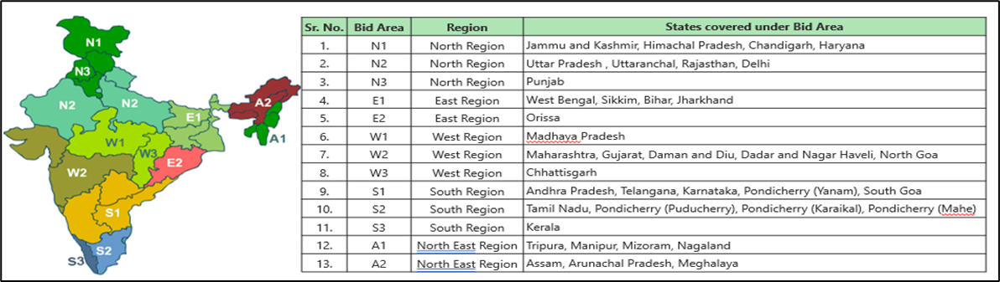 N1
N3
N2
N2
E1
A2
A1
W1
W3
E2
W2
S1
S2
S3
Sr. No. Bid Area Region States covered under Bid Area
1. N1 North Region Jammu and Kashmir, Himachal Pradesh, Chandigarh, Haryana
2. N2 North Region Uttar Pradesh , Uttaranchal, Rajasthan, Delhi
3. N3 North Region Punjab
4. E1 East Region West Bengal, Sikkim, Bihar, Jharkhand
5. E2 East Region Orissa
6. W1 West Region Madhaya Pradesh
7. W2 West Region Maharashtra, Gujarat, Daman and Diu, Dadar and Nagar Haveli, North Goa
8. W3 West Region Chhattisgarh
9. S1 South Region Andhra Pradesh, Telangana, Karnataka, Pondicherry (Yanam), South Goa
10. S2 South Region Tamil Nadu, Pondicherry (Puducherry), Pondicherry (Karaikal), Pondicherry (Mahe)
11. S3 South Region Kerala
12. A1 North East Region Tripura, Manipur, Mizoram, Nagaland
13. A2 North East Region Assam, Arunachal Pradesh, Meghalaya